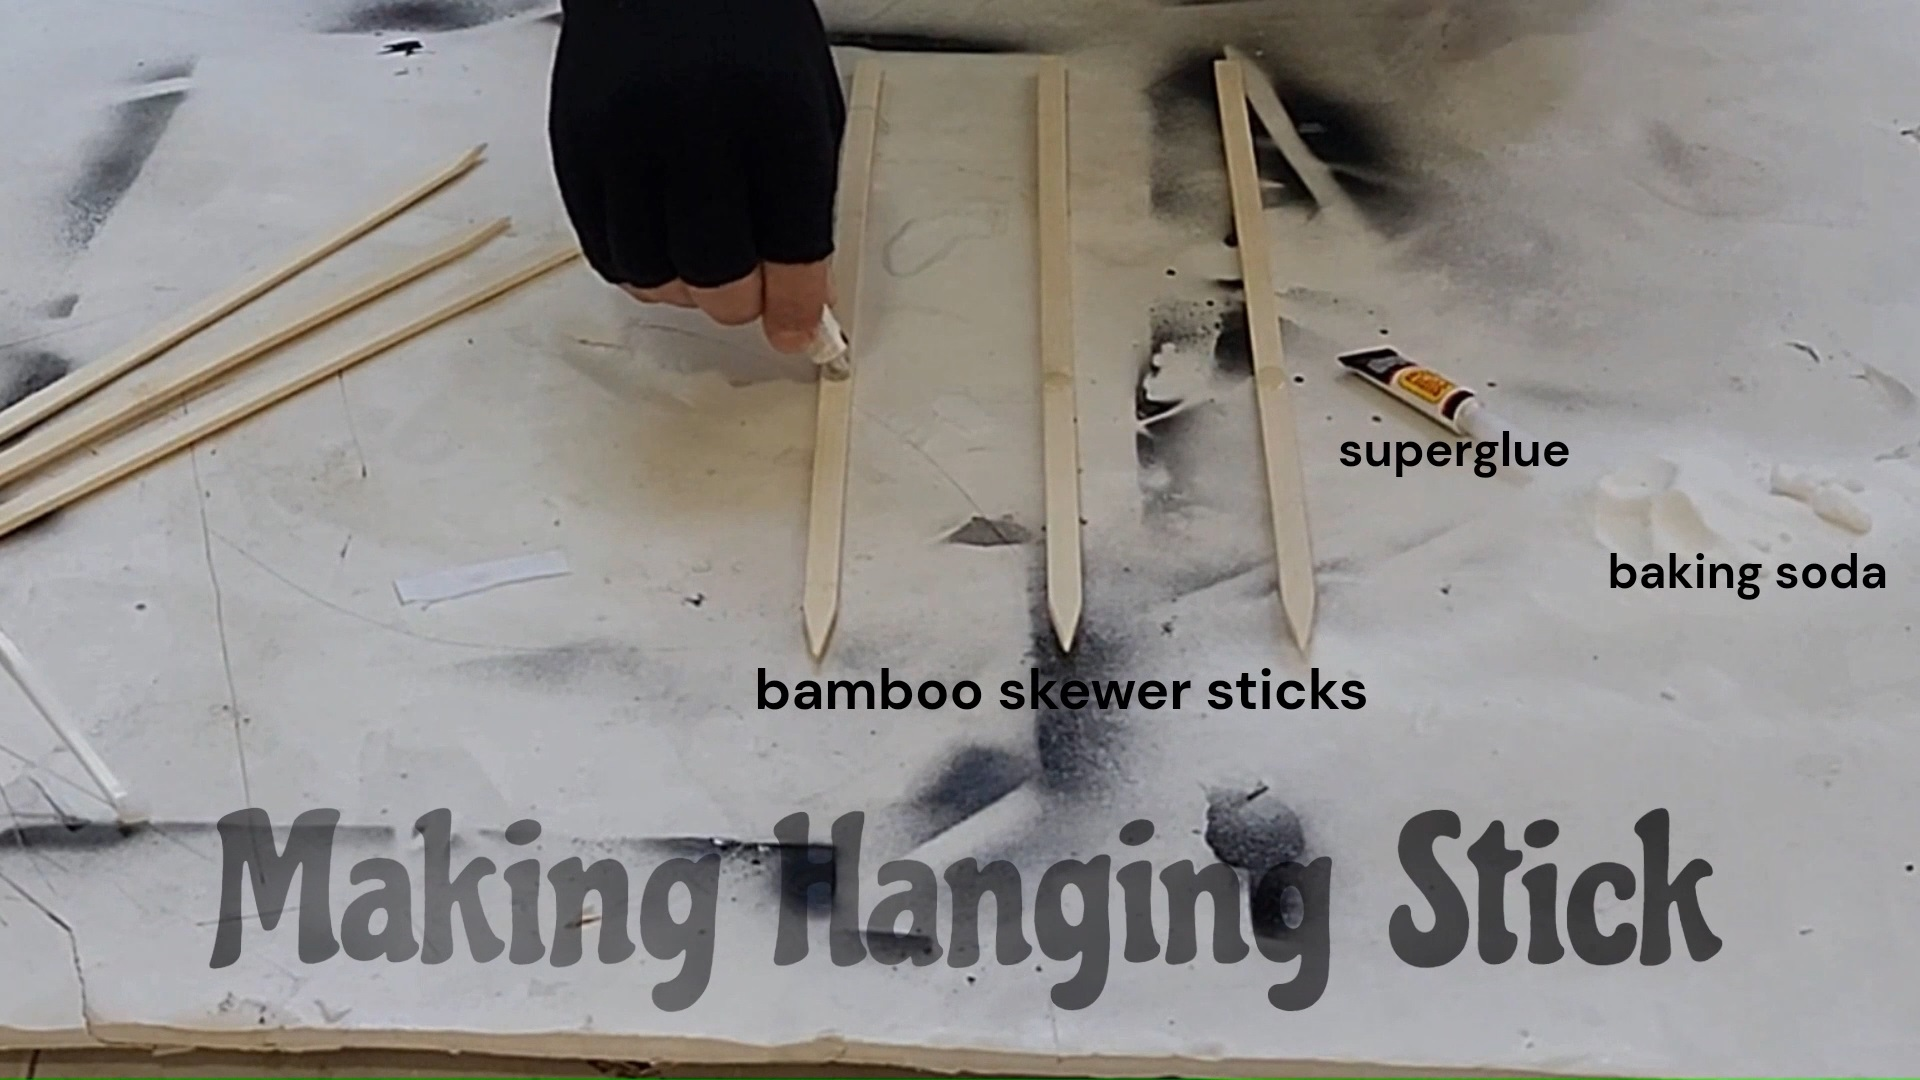 superglue
baking soda
bamboo skewer sticks
Making Hanging Stick